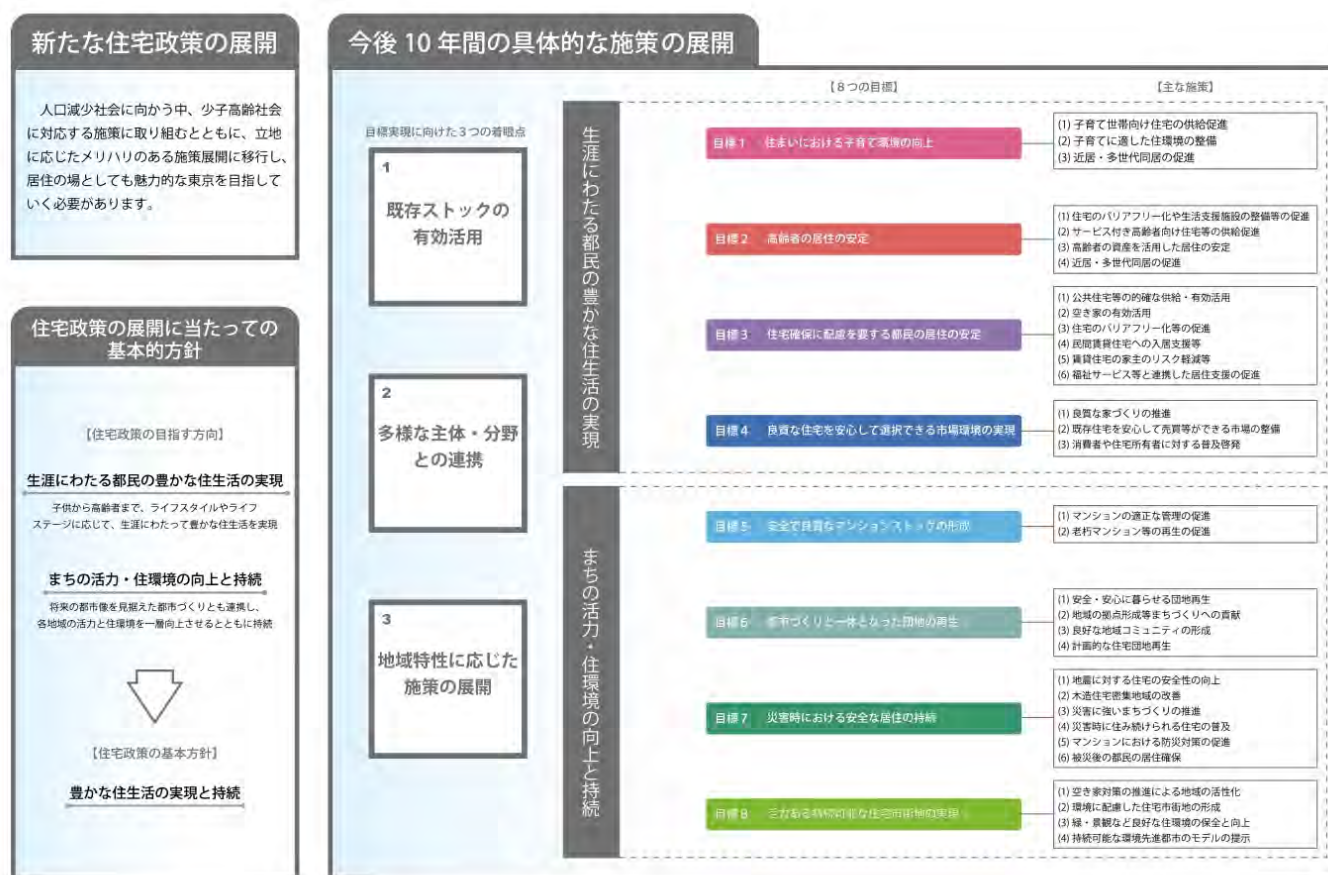 新たな住宅政策の展開
人口減少社会に向かう中、少子高齢社会
に対応する施策に取り組むとともに、立地
に応じたメリハリのある施策展開に移行し、
居住の場としても魅力的な東京を目指して
いく必要があります。
住宅政策の展開に当たっての
基本的方針
【住宅政策の目指す方向】
生涯にわたる都民の豊かな住生活の実現
子供から高齢者まで、ライフスタイルやライフ
ステージに応じて、生涯にわたって豊かな住生活を実現
まちの活力・住環境の向上と持続
将来の都市像を見据えた都市づくりとも連携し、
各地域の活力と住環境を一層向上させるとともに持続
【住宅政策の基本方針】
豊かな住生活の実現と持続
今後 10 年間の具体的な施策の展開
目標実現に向けた3つの着眼点
1
既存ストックの
有効活用
2
多様な主体・分野
との連携
3
地域特性に応じた
施策の展開
【8つの目標】
【主な施策】
生涯にわたる都民の豊かな住生活の実現
目標 1 住まいにおける子育て環境の向上
(1) 子育て世帯向け住宅の供給促進
(2) 子育てに適した住環境の整備
(3) 近居・多世代同居の促進
目標 2 高齢者の居住の安定
(1) 住宅のバリアフリー化や生活支援施設の整備等の促進
(2) サービス付き高齢者向け住宅等の供給促進
(3) 高齢者の資産を活用した居住の安定
(4) 近居・多世代同居の促進
目標 3 住宅確保に配慮を要する都民の居住の安定
(1) 公共住宅等の的確な供給・有効活用
(2) 空き家の有効活用
(3) 住宅のバリアフリー化等の促進
(4) 民間賃貸住宅への入居支援等
(5) 賃貸住宅の家主のリスク軽減等
(6) 福祉サービス等と連携した居住支援の促進
目標 4 良質な住宅を安心して選択できる市場環境の実現
(1) 良質な家づくりの推進
(2) 既存住宅を安心して売買等ができる市場の整備
(3) 消費者や住宅所有者に対する普及啓発
まちの活力・住環境の向上と持続
目標 5 安全で良質なマンションストックの形成
(1) マンションの適正な管理の促進
(2) 老朽マンション等の再生の促進
目標 6 都市づくりと一体となった団地の再生
(1) 安全・安心に暮らせる団地再生
(2) 地域の拠点形成等まちづくりへの貢献
(3) 良好な地域コミュニティの形成
(4) 計画的な住宅団地再生
目標 7 災害時における安全な居住の持続
(1) 地震に対する住宅の安全性の向上
(2) 木造住宅密集地域の改善
(3) 災害に強いまちづくりの推進
(4) 災害時に住み続けられる住宅の普及
(5) マンションにおける防災対策の促進
(6) 被災後の都民の居住確保
目標 8 活力ある持続可能な住宅市街地の実現
(1) 空き家対策の推進による地域の活性化
(2) 環境に配慮した住宅市街地の形成
(3) 緑・景観など良好な住環境の保全と向上
(4) 持続可能な環境先進都市のモデルの提示